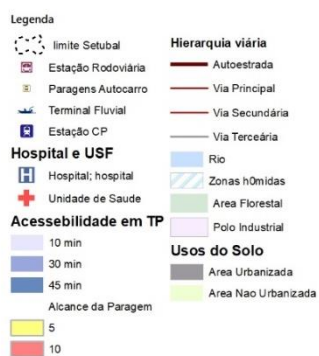 Legenda
limite Setubal
Estação Rodoviária
Paragens Autocarro
Terminal Fluvial
Estação CP
Hospital e USF
H Hospital; hospital
Unidade de Saude
Acessebilidade em TP
10 min
30 min
45 min
Alcance da Paragem
5
10
Hierarquia viária
Autoestrada
Via Principal
Via Secundária
Via Terceária
Rio
Zonas h0midas
Area Florestal
Polo Industrial
Usos do Solo
Area Urbanizada
Area Nao Urbanizada